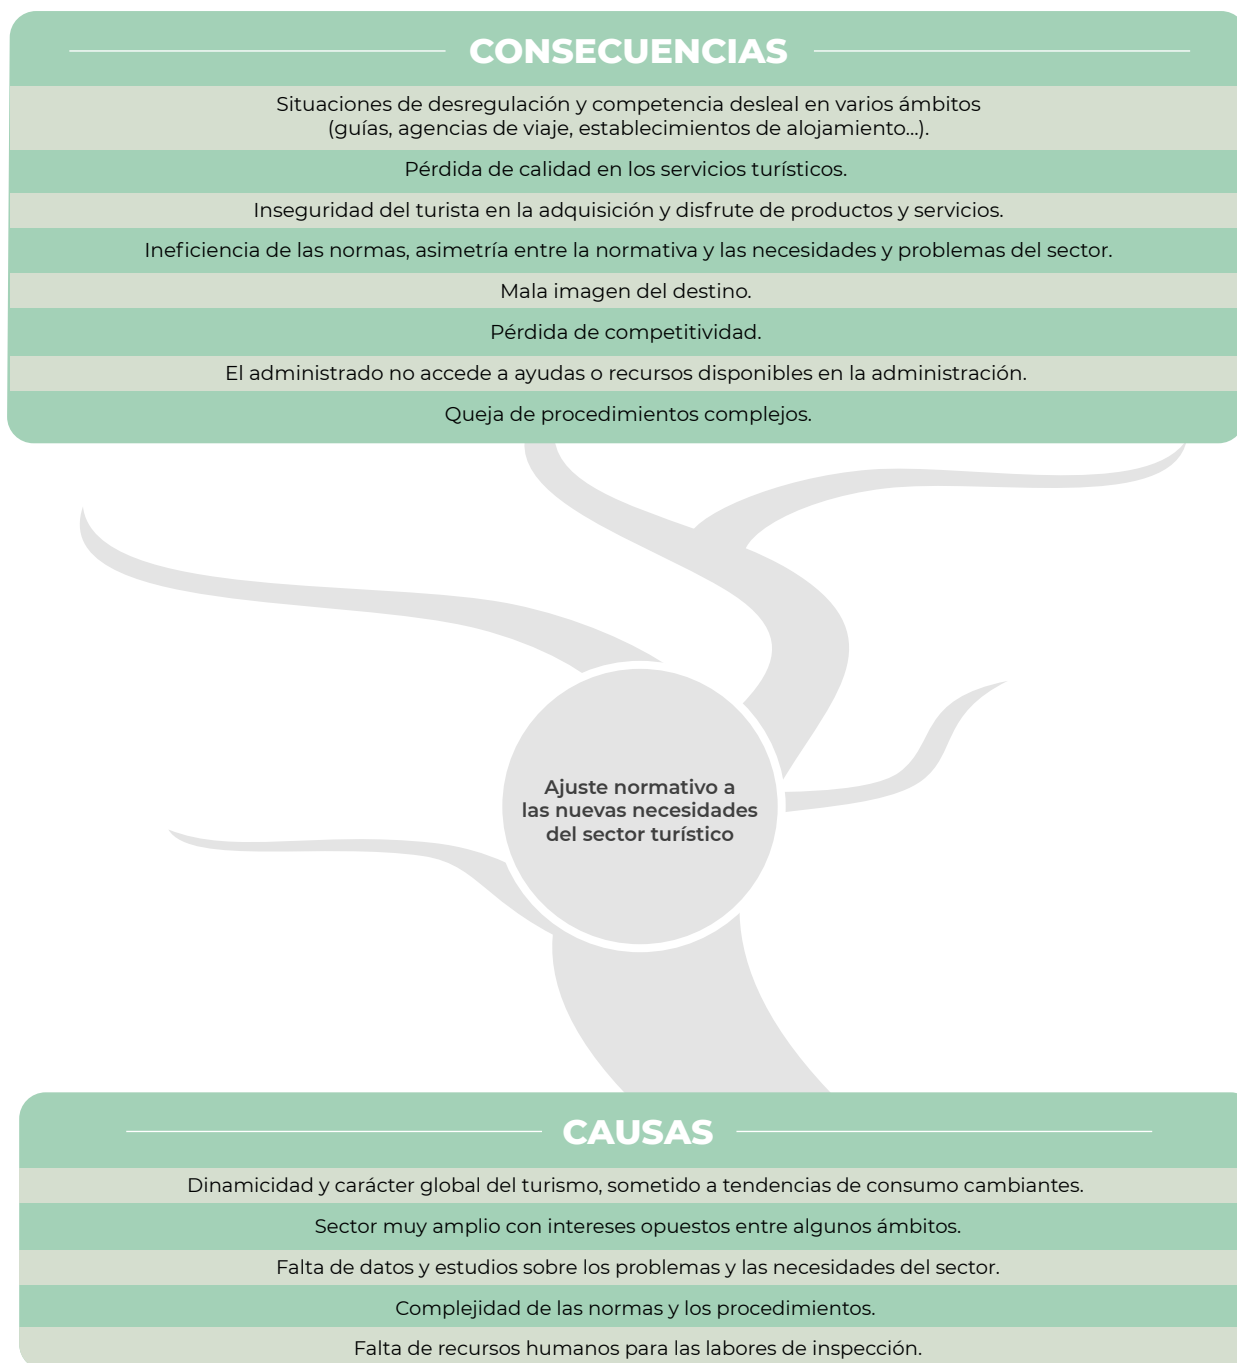 CONSECUENCIAS
Situaciones de desregulación y competencia desleal en varios ámbitos
(guías, agencias de viaje, establecimientos de alojamiento...).
Pérdida de calidad en los servicios turísticos.
Inseguridad del turista en la adquisición y disfrute de productos y servicios.
Ineficiencia de las normas, asimetría entre la normativa y las necesidades y problemas del sector.
Mala imagen del destino.
Pérdida de competitividad.
El administrado no accede a ayudas o recursos disponibles en la administración.
Queja de procedimientos complejos.
Ajuste normativo a
las nuevas necesidades
del sector turístico
CAUSAS
Dinamicidad y carácter global del turismo, sometido a tendencias de consumo cambiantes.
Sector muy amplio con intereses opuestos entre algunos ámbitos.
Falta de datos y estudios sobre los problemas y las necesidades del sector.
Complejidad de las normas y los procedimientos.
Falta de recursos humanos para las labores de inspección.